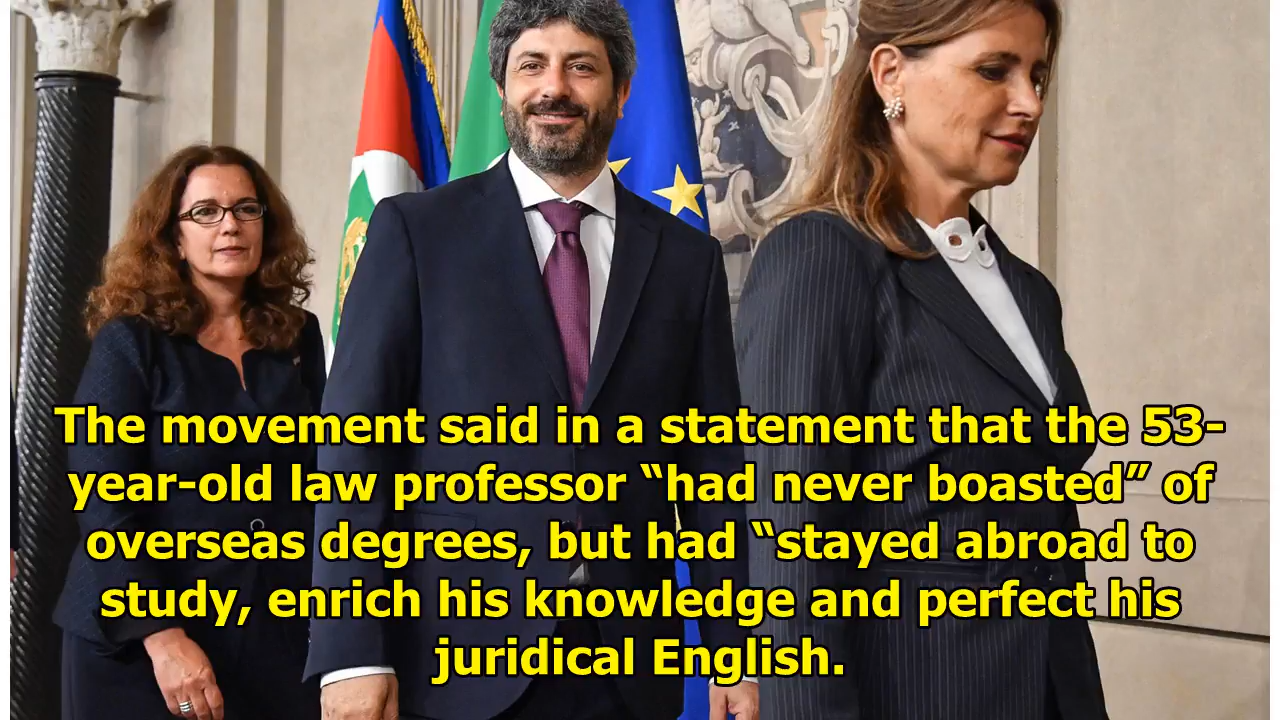 The movement said in a statement that the 53-
year-old law professor “had never boasted” of
overseas degrees, but had “stayed abroad to
study, enrich his knowledge and perfect his
juridical English.